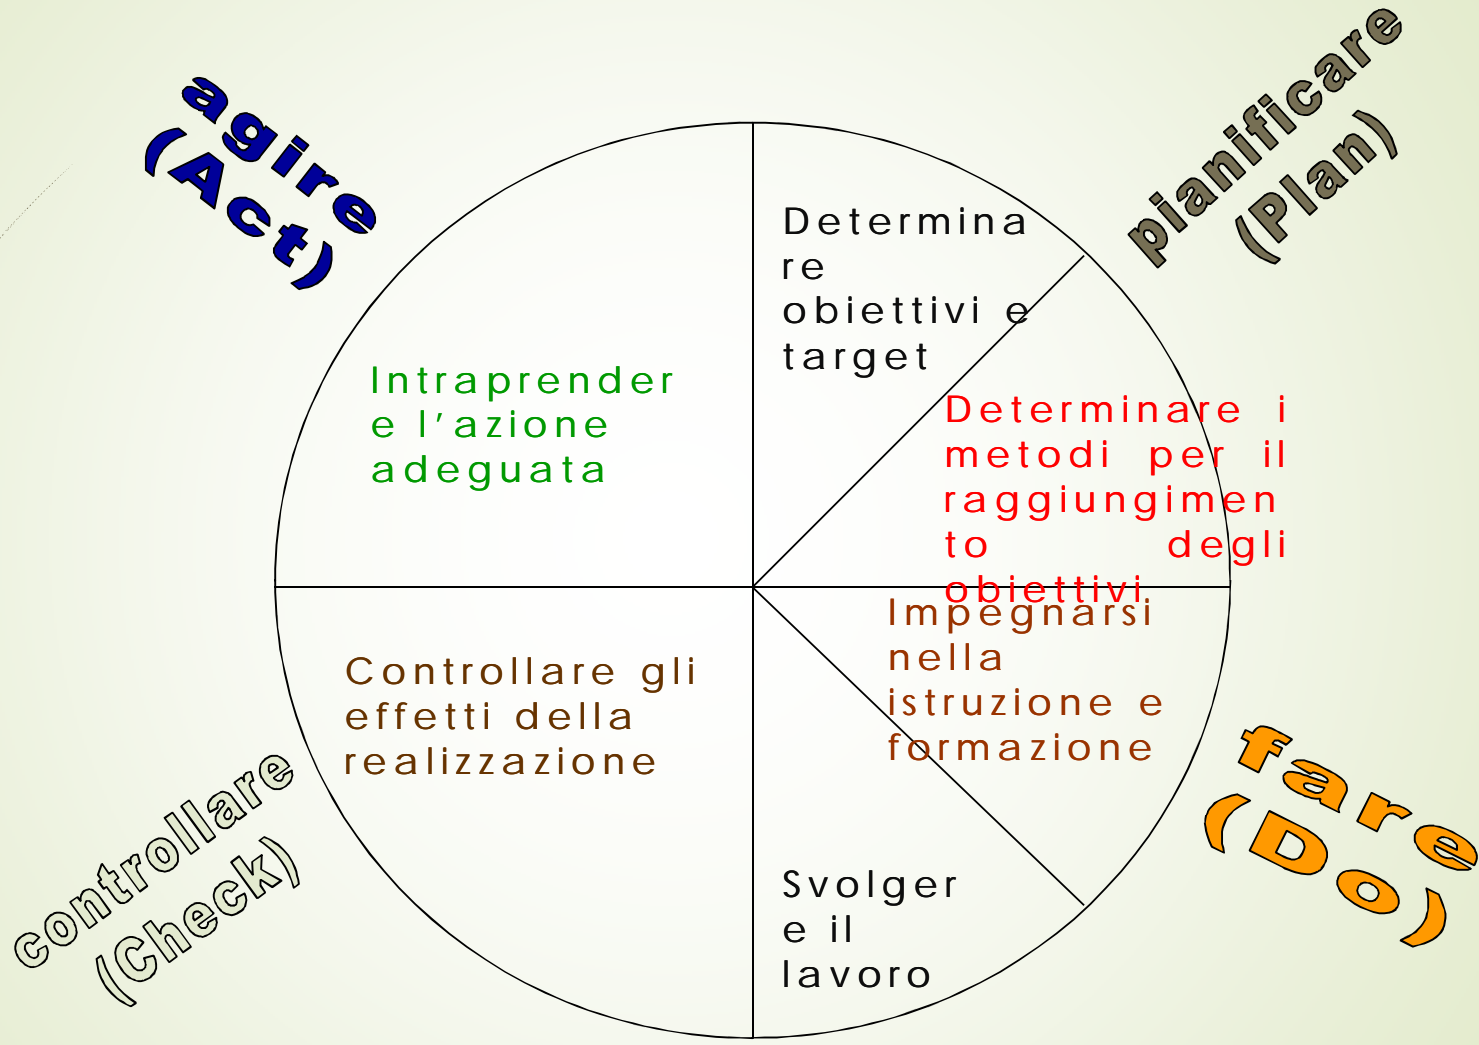 agire
(Act)
pianificare
(Plan)
Determina
re
obiettivi e
target
Intraprender
e l’azione
adeguata
Determinare i
metodi per il
raggiungimen
to degli
obiettivi
Impegnarsi
nella
istruzione e
formazione
Controllare gli
effetti della
realizzazione
fare
(Do)
controllare
(Check)
Svolger
e il
lavoro